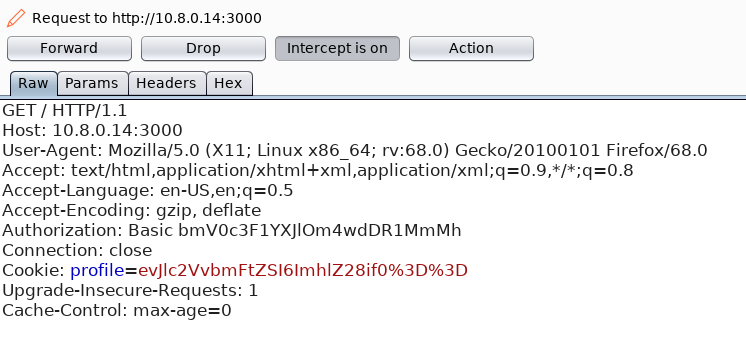 Request to http://10.8.0.14:3000
Forward Drop Intercept is on Action
Raw Params Headers Hex
GET / HTTP/1.1
Host: 10.8.0.14:3000
User-Agent: Mozilla/5.0 (X11; Linux x86_64; rv:68.0) Gecko/20100101 Firefox/68.0
Accept: text/html,application/xhtml+xml,application/xml;q=0.9,*/*;q=0.8
Accept-Language: en-US,en;q=0.5
Accept-Encoding: gzip, deflate
Authorization: Basic bmV0c3F1YXJlOm4wdDR1MmMh
Connection: close
Cookie: profile=evJlc2VvbmFtZSI6ImhlZ28if0%3D%3D
Upgrade-Insecure-Requests: 1
Cache-Control: max-age=0